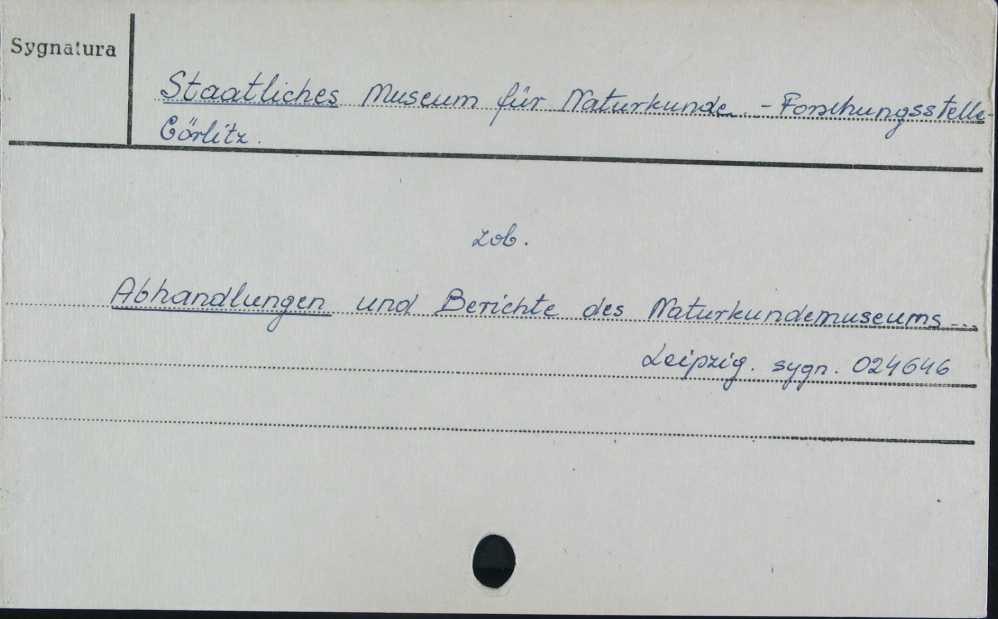 Sygnatura
Staatliches Museum für Naturkunde - Forschungsstelle-
Görlitz.
zob.
Abhandlungen und Berichte des Naturkundemuseums...
Leipzig. sygn. 024646